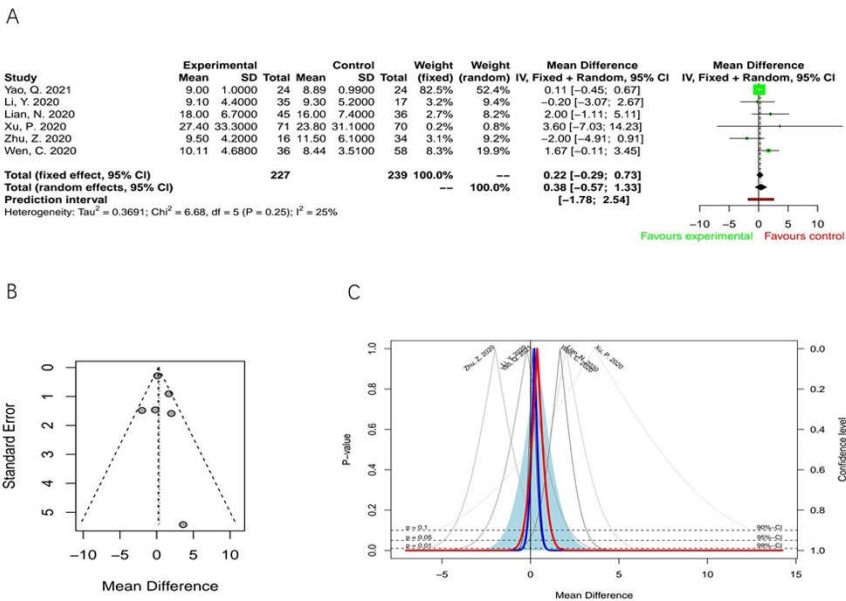 A
Experimental Control Weight Weight Mean Difference Mean Difference
Study Mean SD Total Mean SD Total (fixed) (random) IV, Fixed + Random, 95% CI IV, Fixed + Random, 95% CI
Yao, Q. 2021 9.00 1.0000 24 8.89 0.9900 24 82.5% 52.4% 0.11 [-0.45; 0.67]
Li, Y. 2020 9.10 4.4000 35 9.30 5.2000 17 3.2% 9.4% -0.20 [-3.07; 2.67]
Lian, N. 2020 18.00 6.7000 45 16.00 7.4000 36 2.7% 8.2% 2.00 [-1.11; 5.11]
Xu, P. 2020 27.40 33.3000 71 23.80 31.1000 70 0.2% 0.8% 3.60 [-7.03; 14.23]
Zhu, Z. 2020 9.50 4.2000 16 11.50 6.1000 34 3.1% 9.2% -2.00 [-4.91; 0.91]
Wen, C. 2020 10.11 4.6800 36 8.44 3.5100 58 8.3% 19.9% 1.67 [-0.11; 3.45]
Total (fixed effect, 95% CI) 227 239 100.0% -- 0.22 [-0.29; 0.73]
Total (random effects, 95% CI) -- 100.0% 0.38 [-0.57; 1.33]
Prediction interval [-1.78; 2.54]
Heterogeneity: Tau² = 0.3691; Chi² = 6.68, df = 5 (P = 0.25); I² = 25%
-10 -5 0 5 10
Favours experimental Favours control
B
Standard Error
0
1
2
3
4
5
-10 -5 0 5 10
Mean Difference
C
Zhu, Z. 2020
Xu, P. 2020
P-value
1.0
0.8
0.6
0.4
0.2
0.0
p = 0.1
p = 0.05
p = 0.01
90%-CI
95%-CI
99%-CI
0.0
0.2
0.4
0.6
0.8
1.0
Confidence level
-5 0 5 10 15
Mean Difference